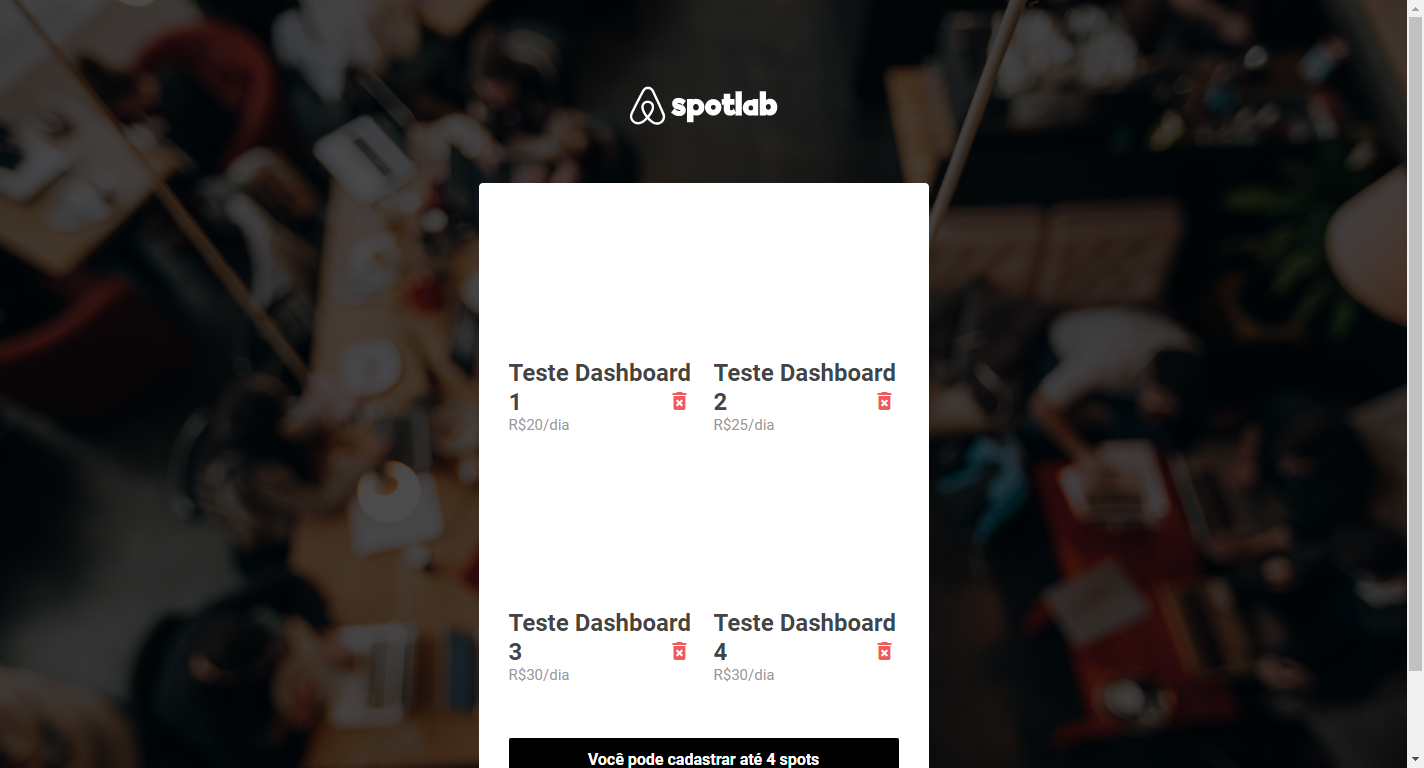 spotlab
Teste Dashboard
1
R$20/dia
Teste Dashboard
2
R$25/dia
Teste Dashboard
3
R$30/dia
Teste Dashboard
4
R$30/dia
Você pode cadastrar até 4 spots